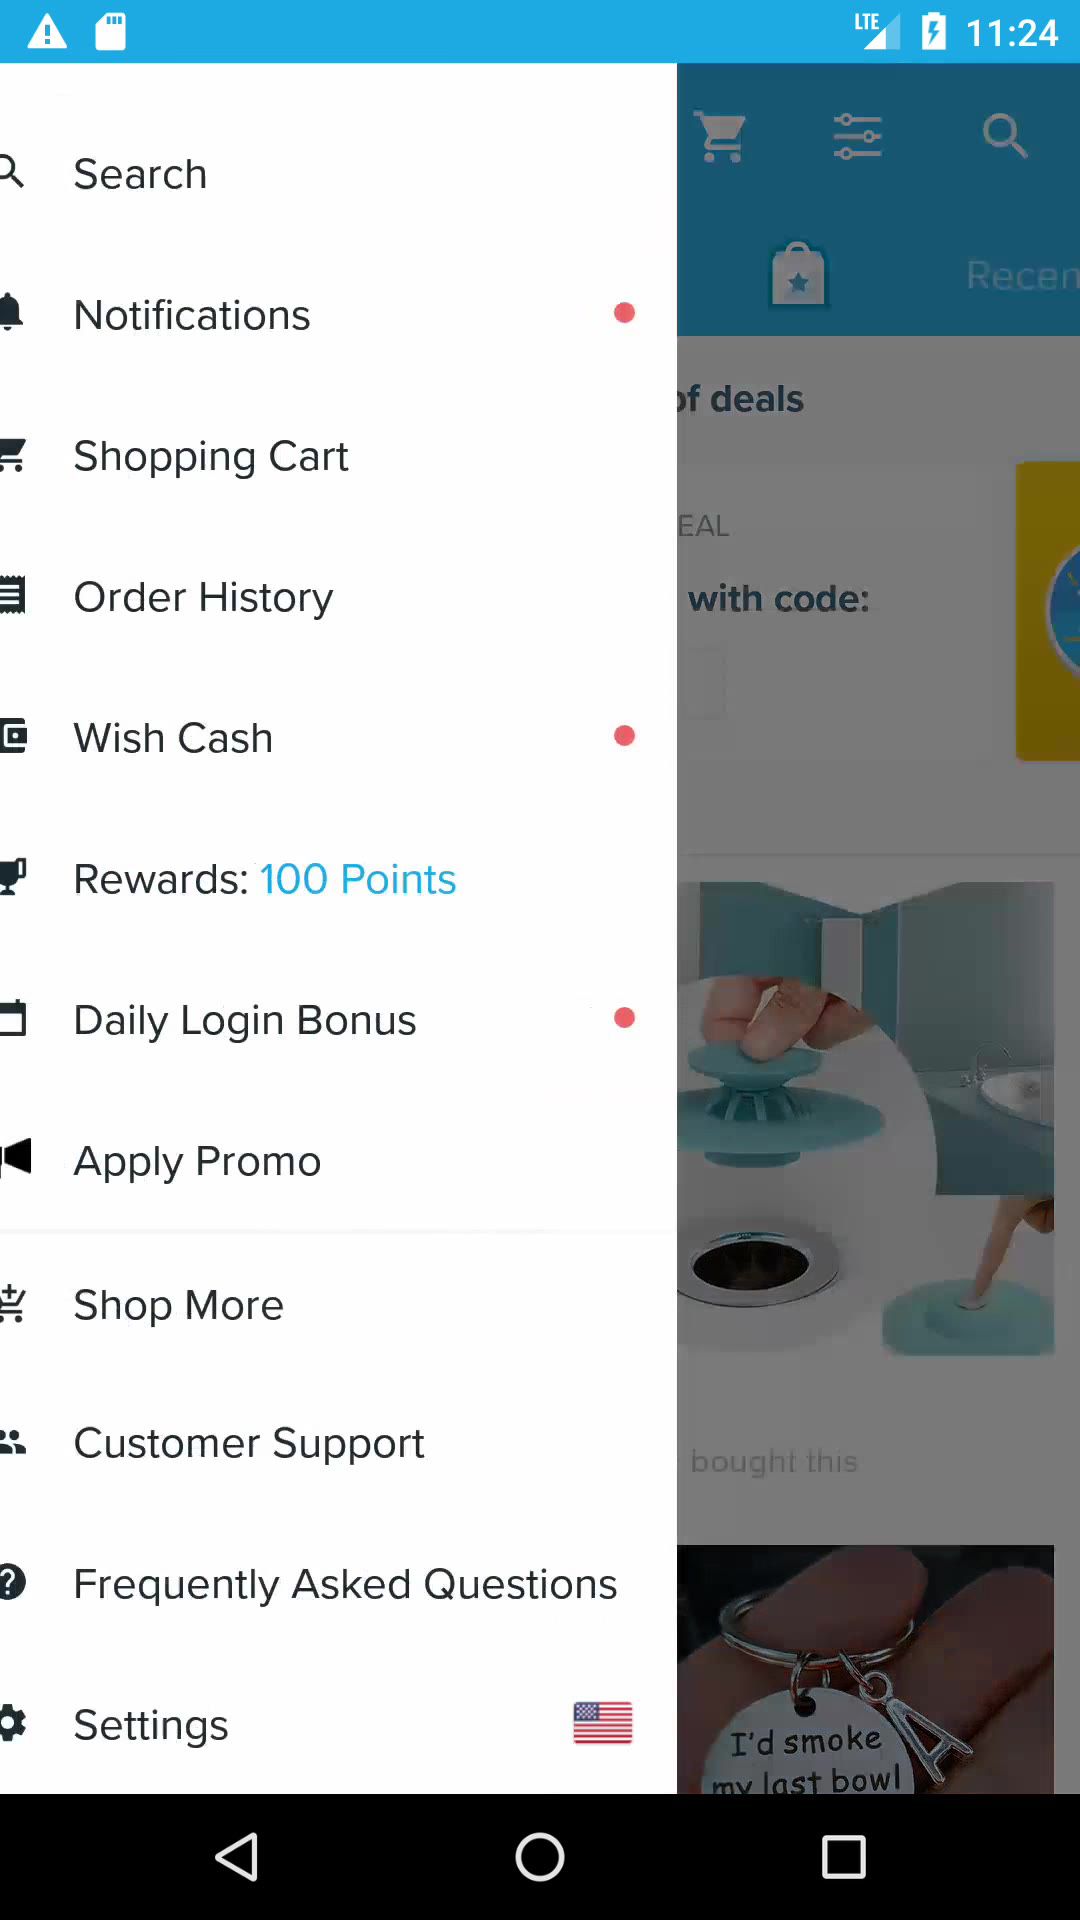 LTE 11:24
Search
Notifications
Shopping Cart
Order History
Wish Cash
Rewards: 100 Points
Daily Login Bonus
Apply Promo
Shop More
Customer Support
Frequently Asked Questions
Settings
Recen
of deals
EAL
with code:
bought this
I'd smoke
my last bowl
A